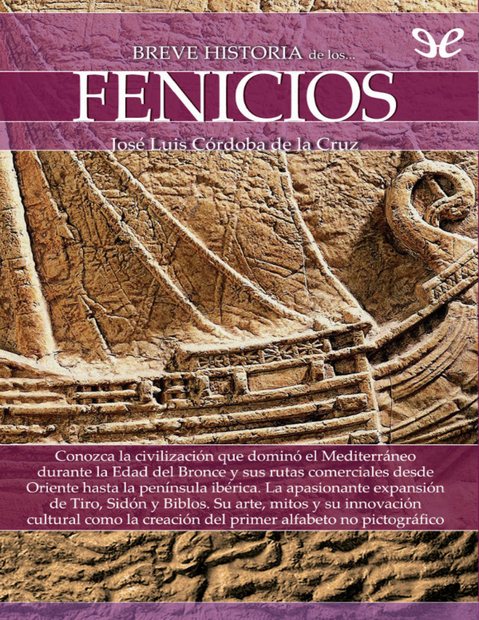 BREVE HISTORIA de los...
FENICIOS
José Luis Córdoba de la Cruz
Conozca la civilización que dominó el Mediterráneo
durante la Edad del Bronce y sus rutas comerciales desde
Oriente hasta la península ibérica. La apasionante expansión
de Tiro, Sidón y Biblos. Su arte, mitos y su innovación
cultural como la creación del primer alfabeto no pictográfico